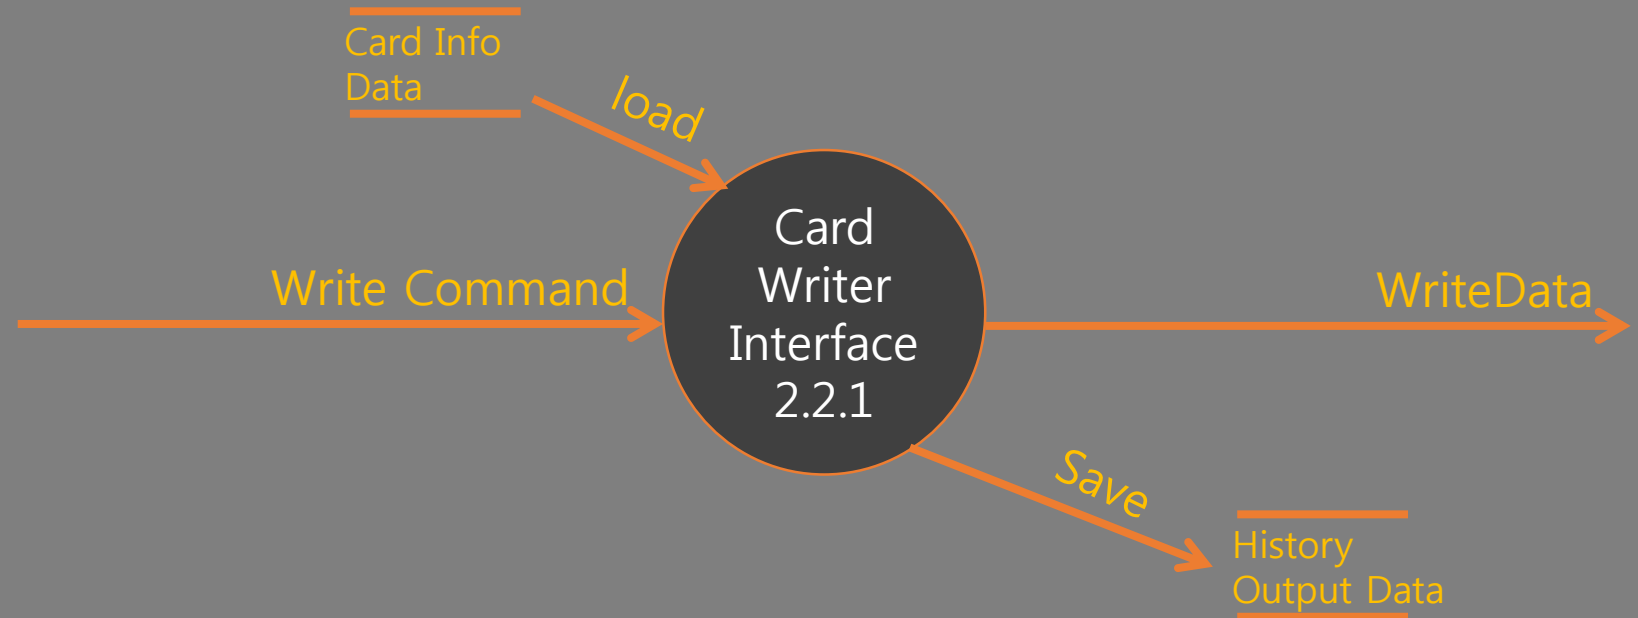 Card Info
Data
load
Write Command
Card
Writer
Interface
2.2.1
WriteData
Save
History
Output Data